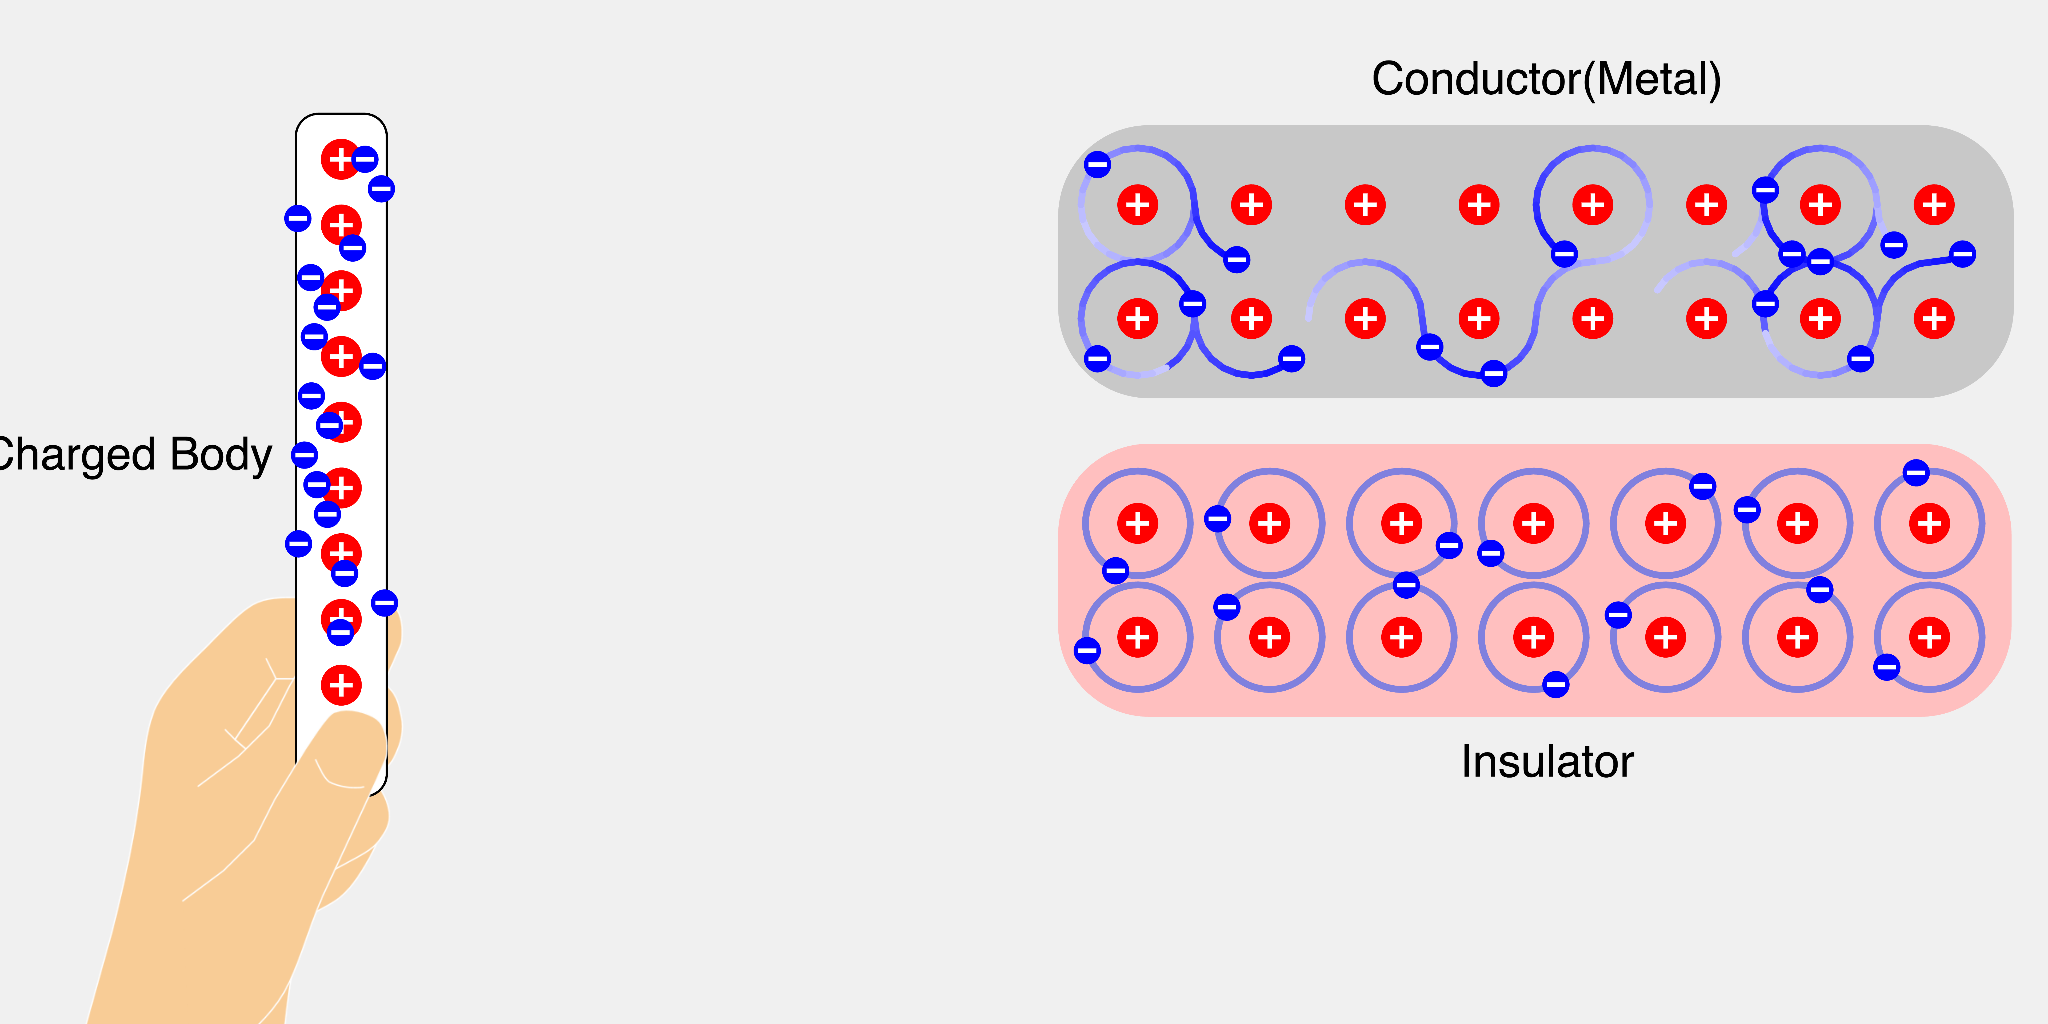 Conductor(Metal)
Charged Body
Insulator